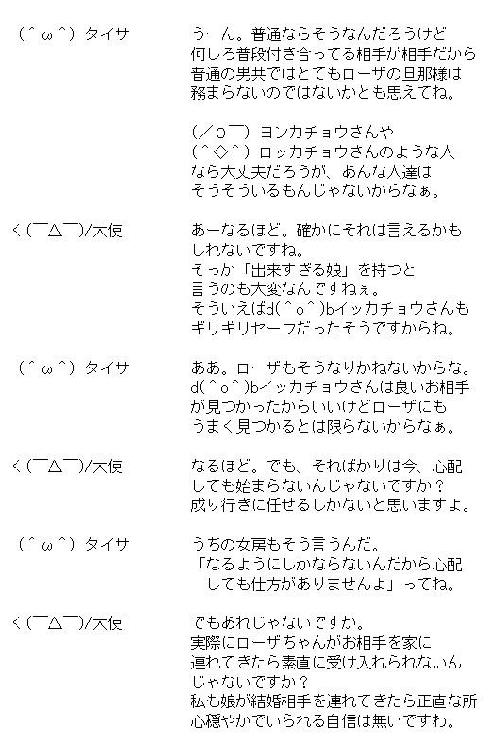 (＾ω＾) タイサ　　うーん。普通ならそうなんだろうけど
何しろ普段付き合ってる相手が相手だから
普通の男共ではとてもローザの旦那様は
務まらないのではないかとも思えてね。
(／⊃￣) ヨンカチョウさんや
(＾◇＾) ロッカチョウさんのような人
なら大丈夫だろうが、あんな人達は
そうそういるもんじゃないからなぁ。
く(￣△￣)/大使　　あーなるほど。確かにそれは言えるかも
しれないですね。
そっか「出来すぎる娘」を持つと
言うのも大変なんですねぇ。
そういえばd(＾o＾)bイッカチョウさんも
ギリギリセーフだったそうですからね。
(＾ω＾) タイサ　　ああ。ローザもそうなりかねないからな。
d(＾o＾)bイッカチョウさんは良いお相手
が見つかったからいいけどローザにも
うまく見つかるとは限らないからなぁ。
く(￣△￣)/大使　　なるほど。でも、そればかりは今、心配
しても始まらないんじゃないですか？
成り行きに任せるしかないと思いますよ。
(＾ω＾) タイサ　　うちの女房もそう言うんだ。
「なるようにしかならないんだから心配
しても仕方がありませんよ」ってね。
く(￣△￣)/大使　　でもあれじゃないですか。
実際にローザちゃんがお相手を家に
連れてきたら素直に受け入れられないん
じゃないですか？
私も娘が結婚相手を連れてきたら正直な所
心穏やかでいられる自信は無いですわ。